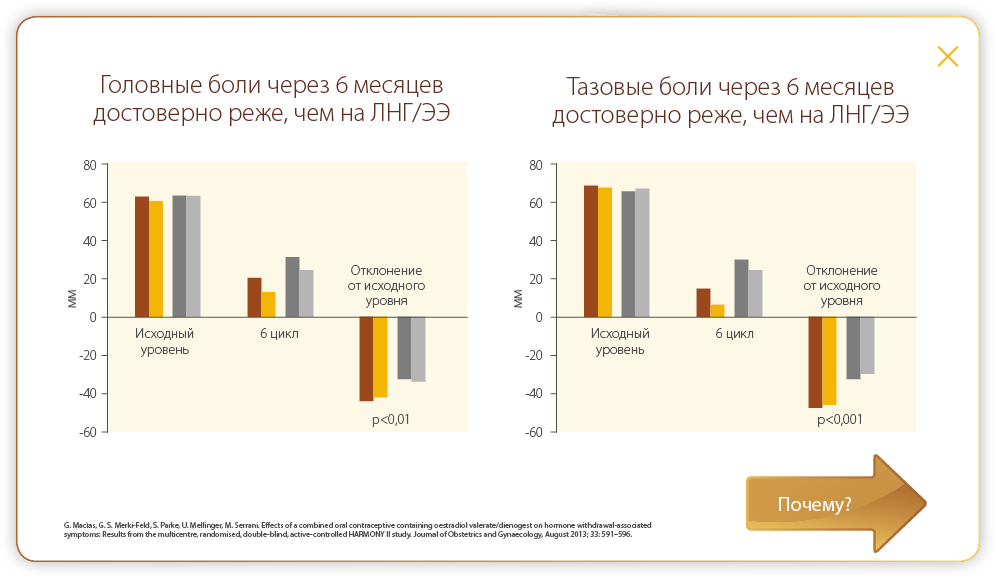 Головные боли через 6 месяцев
достоверно реже, чем на ЛНГ/ЭЭ
80
60
40
20
0
-20
-40
-60
мм
Исходный
уровень
6 цикл
Отклонение
от исходного
уровня
p<0,01
Тазовые боли через 6 месяцев
достоверно реже, чем на ЛНГ/ЭЭ
80
60
40
20
0
-20
-40
-60
мм
Исходный
уровень
6 цикл
Отклонение
от исходного
уровня
p<0,001
Почему?
G. Macìas, G. S. Merki-Feld, S. Parke, U. Mellinger, M. Serrani. Effects of a combined oral contraceptive containing oestradiol valerate/dienogest on hormone withdrawal-associated
symptoms: Results from the multicentre, randomised, double-blind, active-controlled HARMONY II study. Journal of Obstetrics and Gynaecology, August 2013; 33: 591–596.